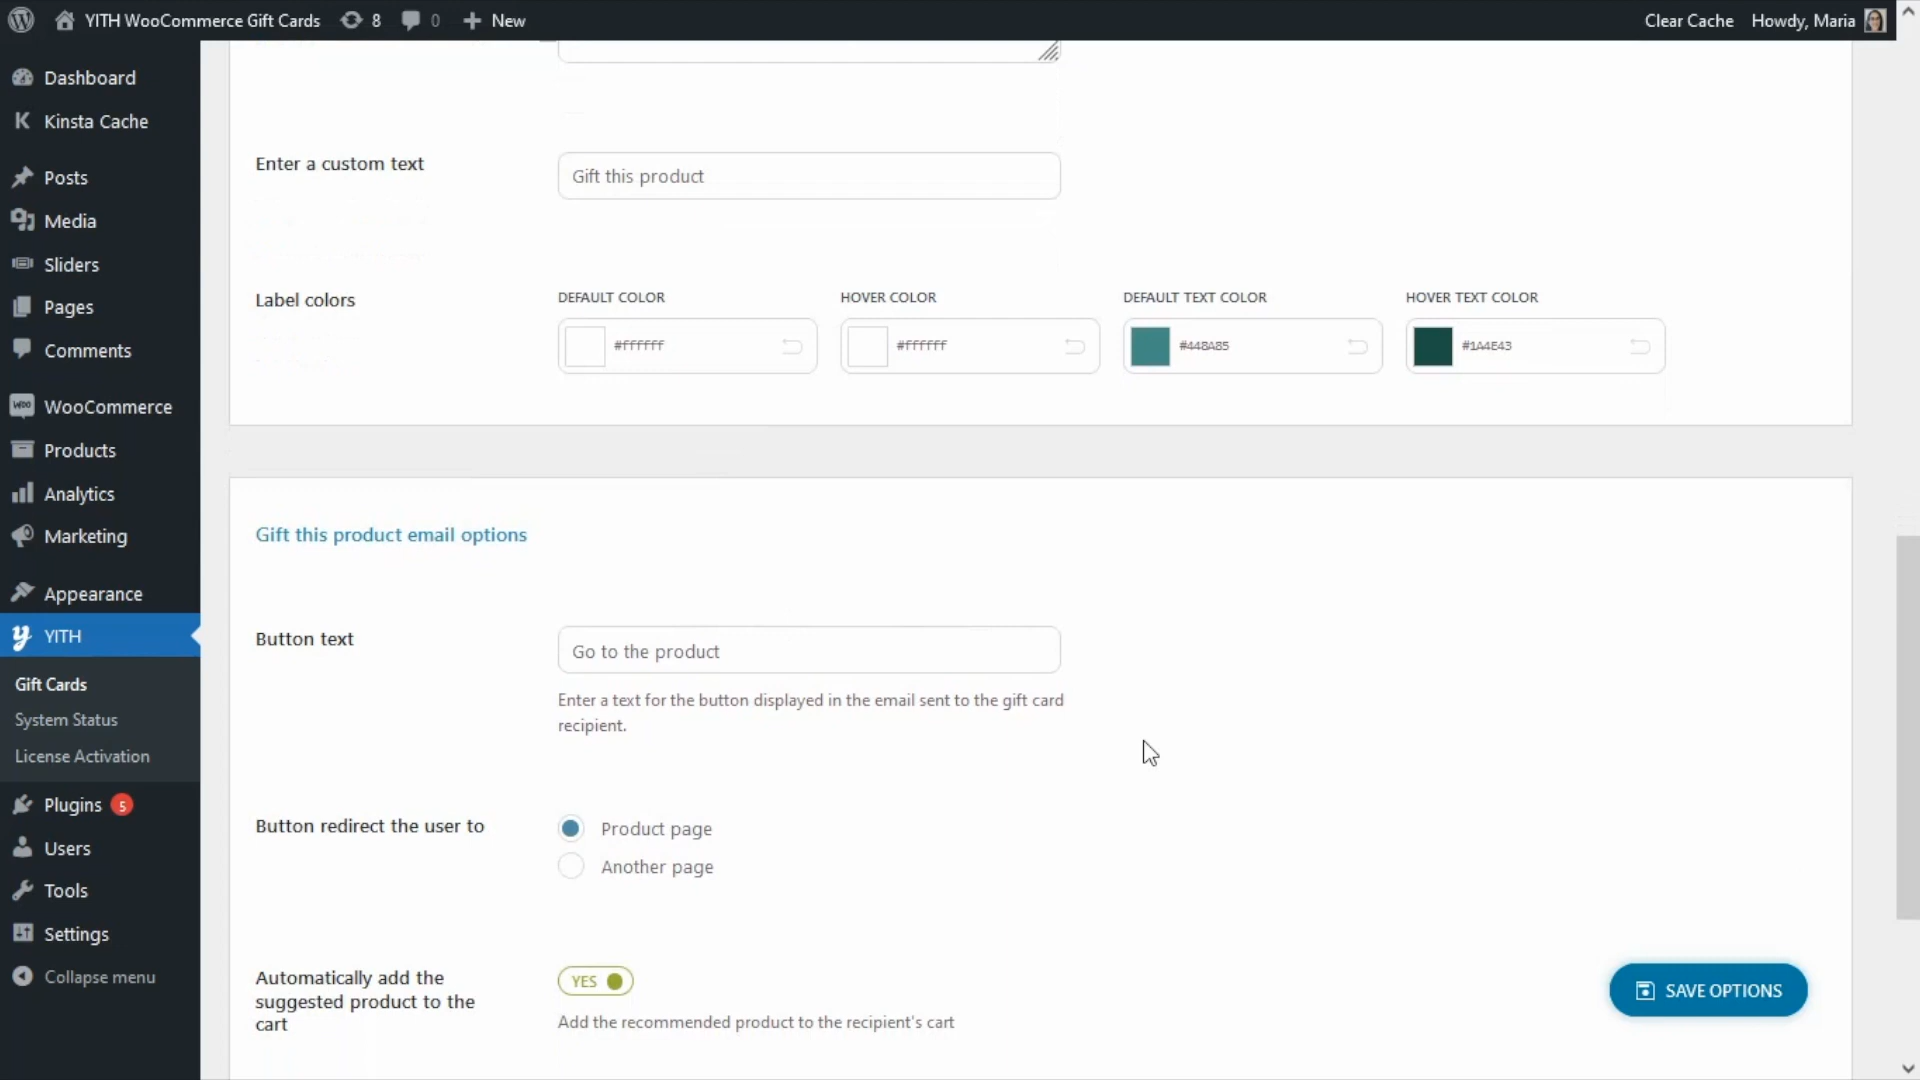 YITH WooCommerce Gift Cards 8 0 New Clear Cache Howdy, Maria
Dashboard
Kinsta Cache
Posts
Media
Sliders
Pages
Comments
WooCommerce
Products
Analytics
Marketing
Appearance
YITH
Gift Cards
System Status
License Activation
Plugins 5
Users
Tools
Settings
Collapse menu
Enter a custom text
Gift this product
Label colors
DEFAULT COLOR HOVER COLOR DEFAULT TEXT COLOR HOVER TEXT COLOR
#ffffff #ffffff #448A85 #1A4E43
Gift this product email options
Button text
Go to the product
Enter a text for the button displayed in the email sent to the gift card
recipient.
Button redirect the user to
Product page
Another page
Automatically add the
suggested product to the
cart
YES
Add the recommended product to the recipient's cart
SAVE OPTIONS